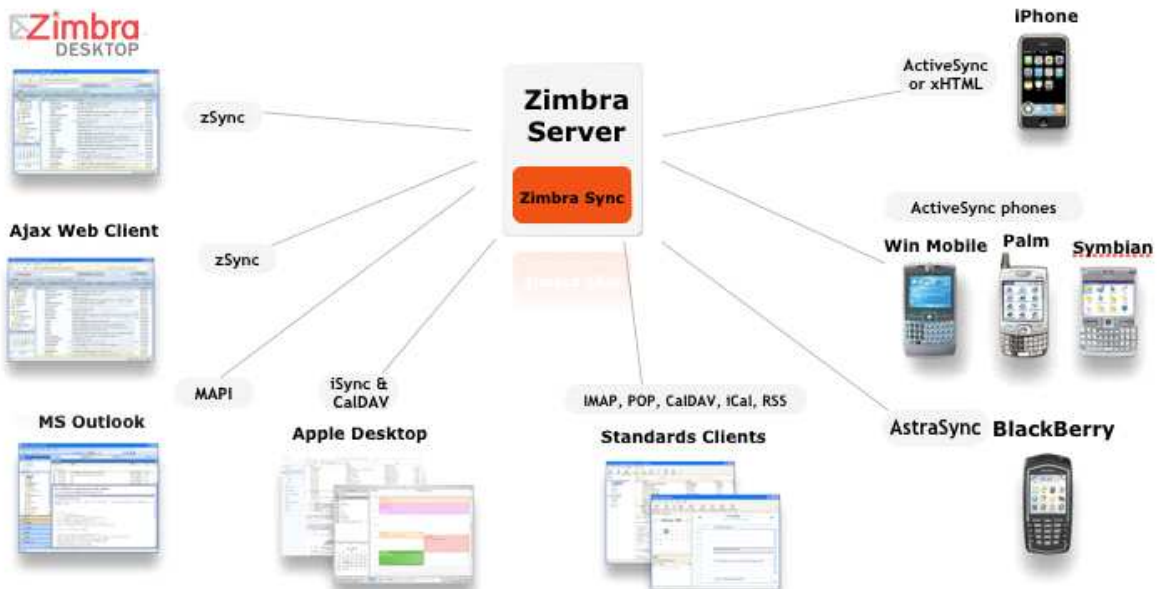 Zimbra
DESKTOP
zSync
Ajax Web Client
zSync
MAPI
MS Outlook
iSync &
CalDAV
Apple Desktop
Zimbra
Server
Zimbra Sync
IMAP, POP, CalDAV, iCal, RSS
Standards Clients
iPhone
ActiveSync
or xHTML
ActiveSync phones
Win Mobile
Palm
Symbian
AstraSync
BlackBerry